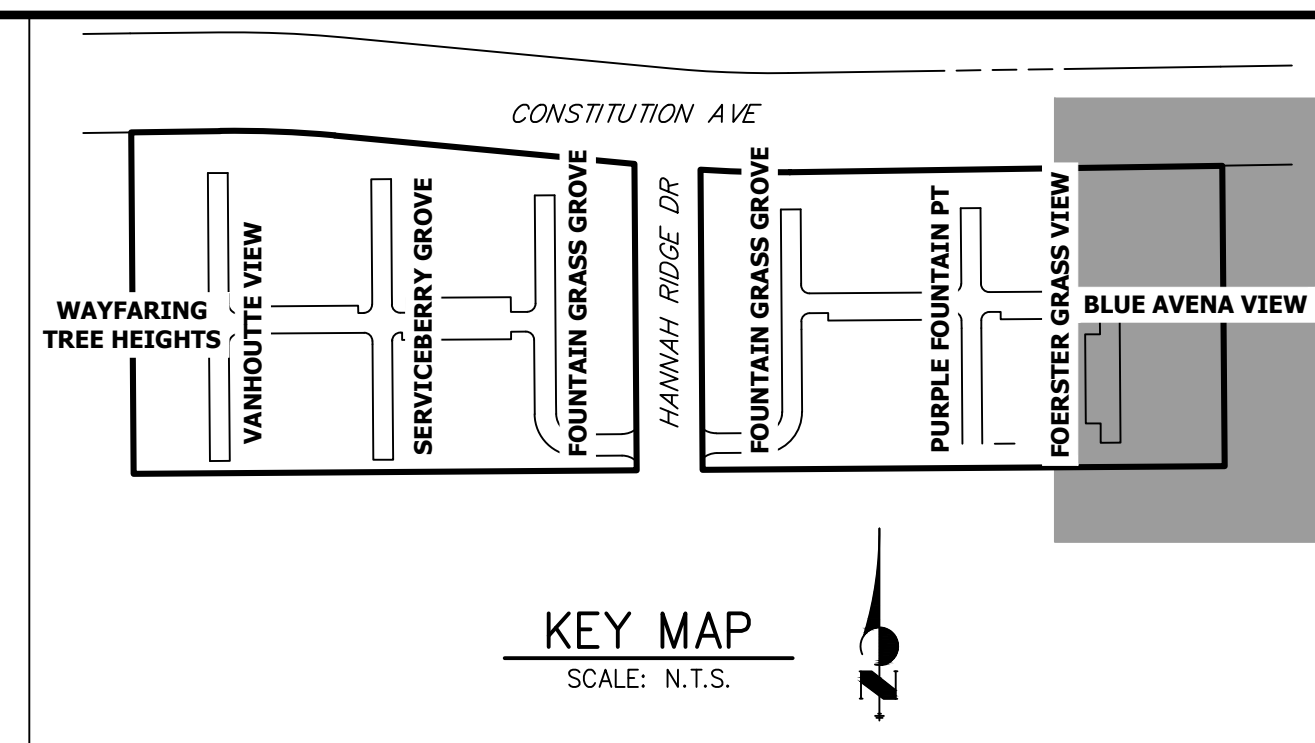 CONSTITUTION AVE
WAYFARING
TREE HEIGHTS
VANHOUTTE VIEW
SERVICEBERRY GROVE
FOUNTAIN GRASS GROVE
HANNAH RIDGE DR
FOUNTAIN GRASS GROVE
PURPLE FOUNTAIN PT
FOERSTER GRASS VIEW
BLUE AVENA VIEW
KEY MAP
SCALE: N.T.S.
N